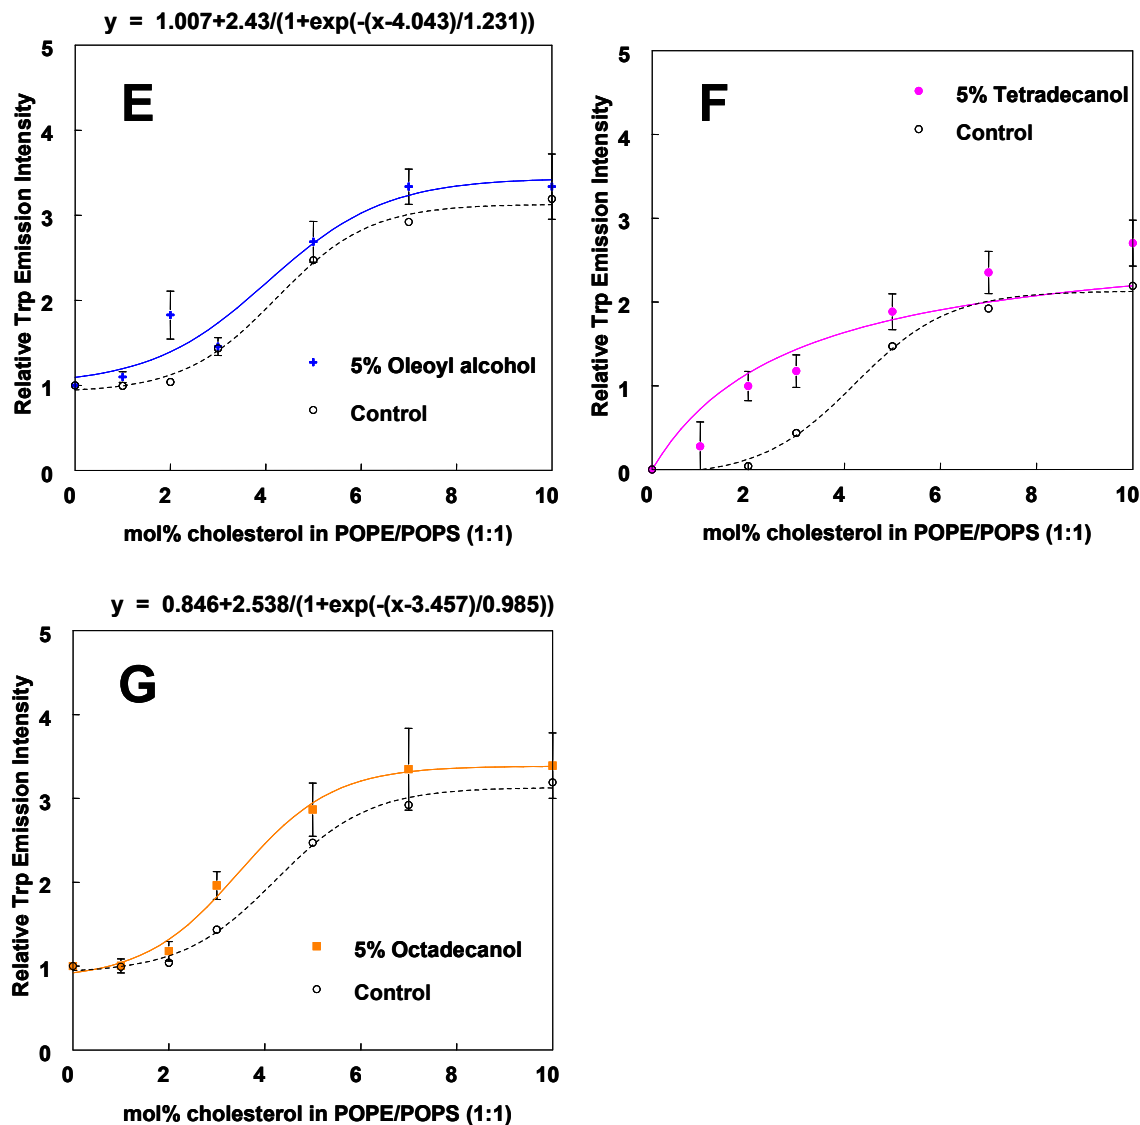 y = 1.007+2.43/(1+exp(-(x-4.043)/1.231))
E
5
4
3
2
1
0
Relative Trp Emission Intensity
5% Oleoyl alcohol
Control
0 2 4 6 8 10
mol% cholesterol in POPE/POPS (1:1)
F
5
4
3
2
1
0
Relative Trp Emission Intensity
5% Tetradecanol
Control
0 2 4 6 8 10
mol% cholesterol in POPE/POPS (1:1)
y = 0.846+2.538/(1+exp(-(x-3.457)/0.985))
G
5
4
3
2
1
0
Relative Trp Emission Intensity
5% Octadecanol
Control
0 2 4 6 8 10
mol% cholesterol in POPE/POPS (1:1)